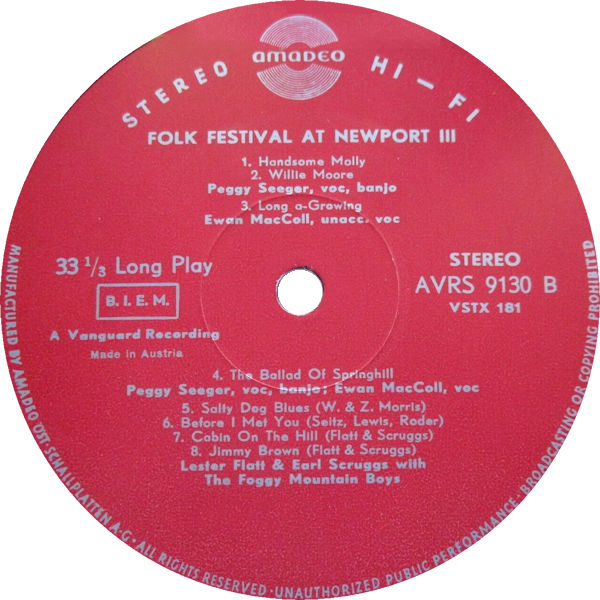 amadeo
STEREO HI-FI
FOLK FESTIVAL AT NEWPORT III
1. Handsome Molly
2. Willie Moore
Peggy Seeger, voc, banjo
3. Long a-Growing
Ewan MacColl, unacc. voc
33 1/3 Long Play
B. I. E. M.
A Vanguard Recording
Made in Austria
STEREO
AVRS 9130 B
VSTX 181
4. The Ballad Of Springhill
Peggy Seeger, voc, banjo; Ewan MacColl, voc
5. Salty Dog Blues (W. & Z. Morris)
6. Before I Met You (Seitz, Lewis, Roder)
7. Cabin On The Hill (Flatt & Scruggs)
8. Jimmy Brown (Flatt & Scruggs)
Lester Flatt & Earl Scruggs with
The Foggy Mountain Boys
MANUFACTURED BY AMADEO ÖST. SCHALLPLATTEN A-G · ALL RIGHTS RESERVED · UNAUTHORIZED PUBLIC PERFORMANCE · BROADCASTING OR COPYING PROHIBITED